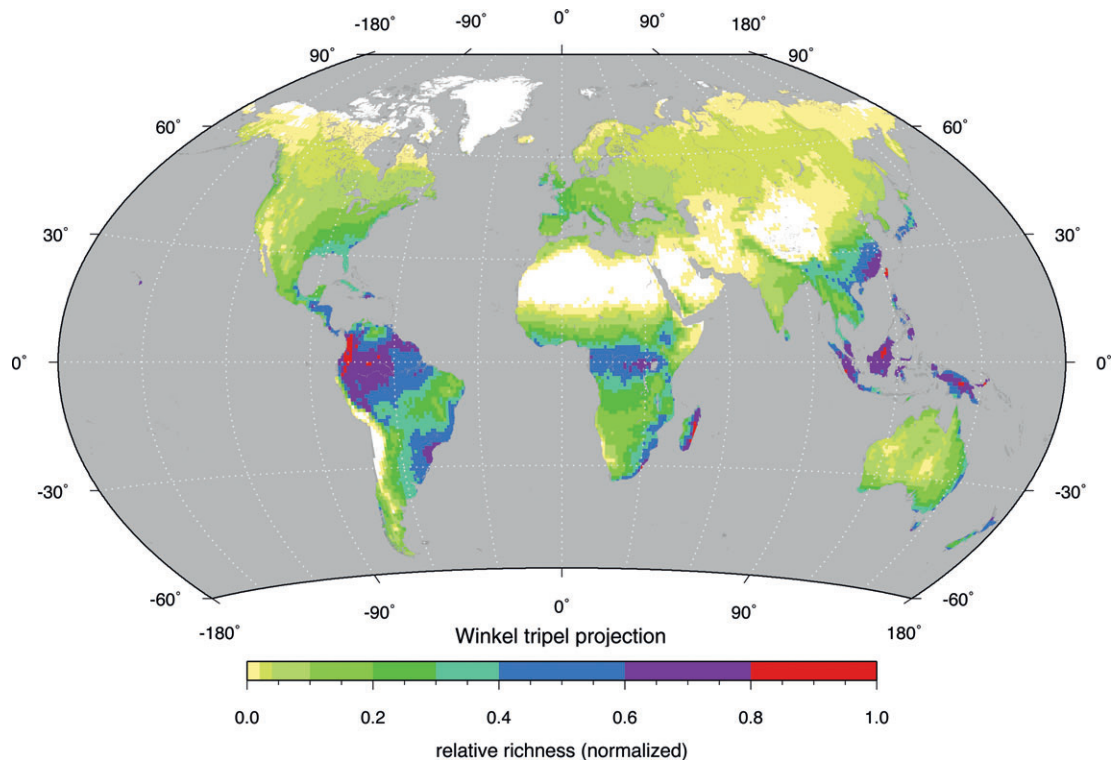 -180˚ -90˚ 0˚ 90˚ 180˚
90˚ 90˚
60˚ 60˚
30˚ 30˚
0˚ 0˚
-30˚ -30˚
-60˚ -60˚
-180˚ -90˚ 0˚ 90˚ 180˚
Winkel tripel projection
0.0 0.2 0.4 0.6 0.8 1.0
relative richness (normalized)